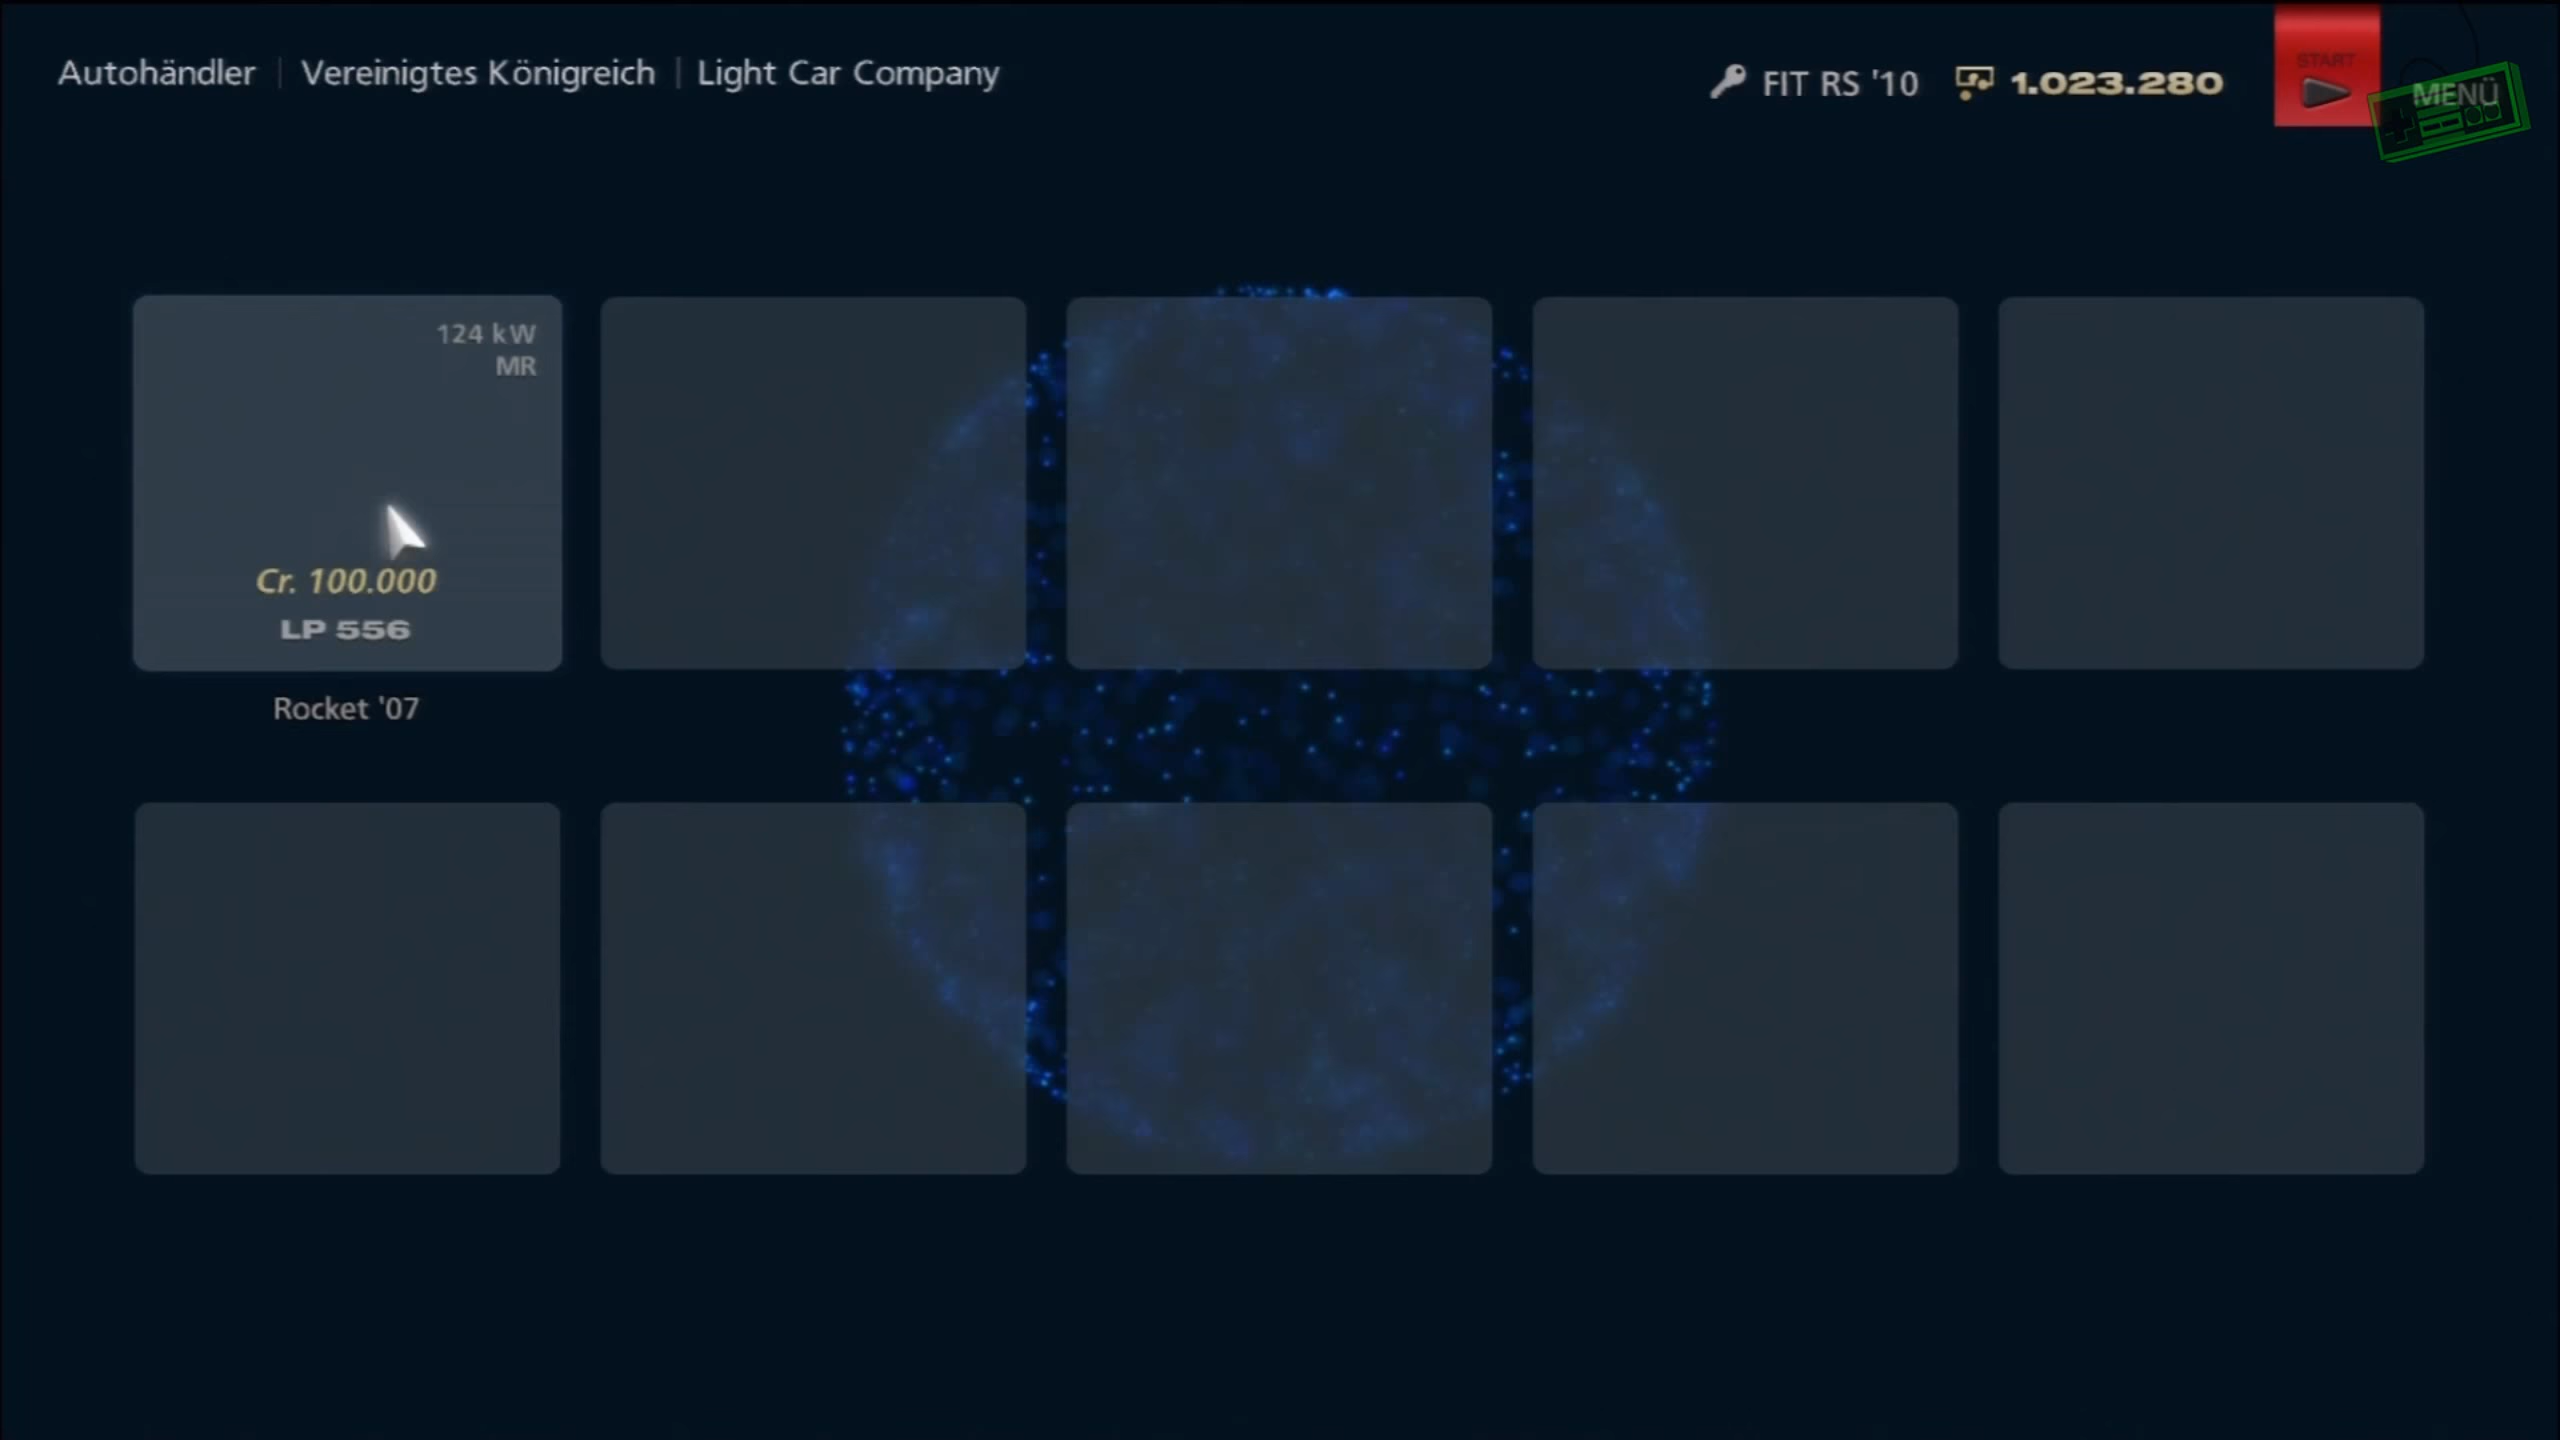 Autohändler | Vereinigtes Königreich | Light Car Company
FIT RS '10
1.023.280
START
MENÜ
124 kW
MR
Cr. 100.000
LP 556
Rocket '07